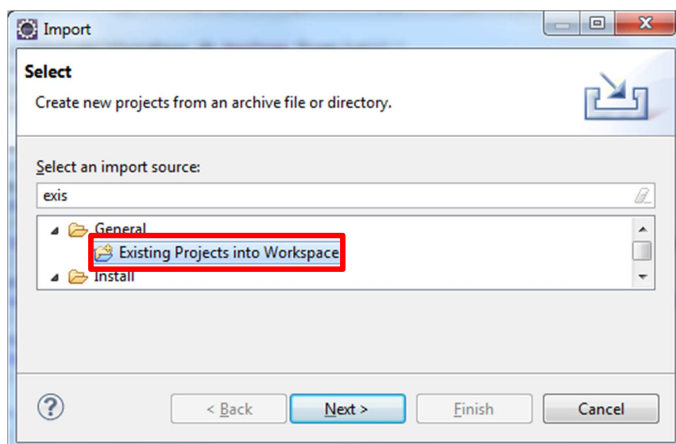 Import
Select
Create new projects from an archive file or directory.
Select an import source:
exis
General
Existing Projects into Workspace
Install
?
< Back
Next >
Finish
Cancel